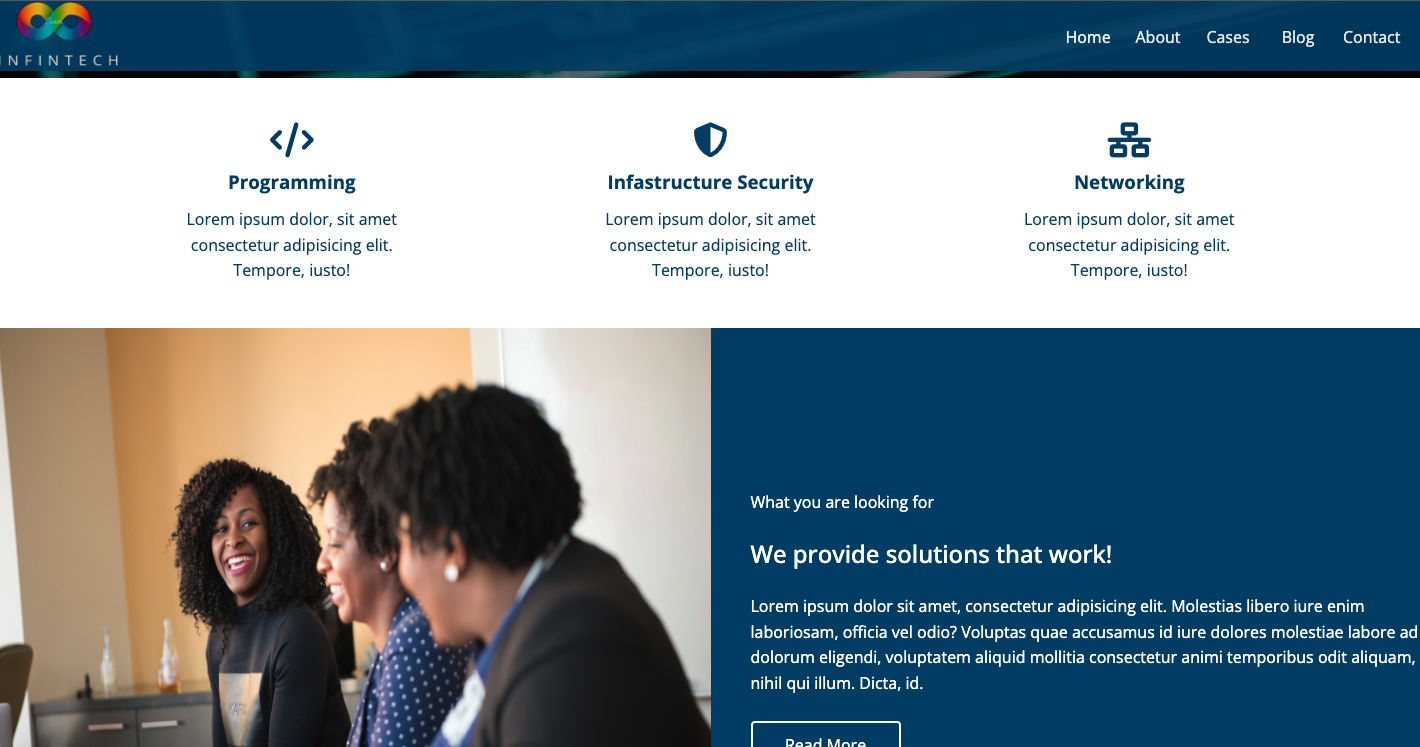 INFINTECH
Home About Cases Blog Contact
Programming
Lorem ipsum dolor, sit amet
consectetur adipisicing elit.
Tempore, iusto!
Infastructure Security
Lorem ipsum dolor, sit amet
consectetur adipisicing elit.
Tempore, iusto!
Networking
Lorem ipsum dolor, sit amet
consectetur adipisicing elit.
Tempore, iusto!
What you are looking for
We provide solutions that work!
Lorem ipsum dolor sit amet, consectetur adipisicing elit. Molestias libero iure enim
laboriosam, officia vel odio? Voluptas quae accusamus id iure dolores molestiae labore ad
dolorum eligendi, voluptatem aliquid mollitia consectetur animi temporibus odit aliquam,
nihil qui illum. Dicta, id.
Read More